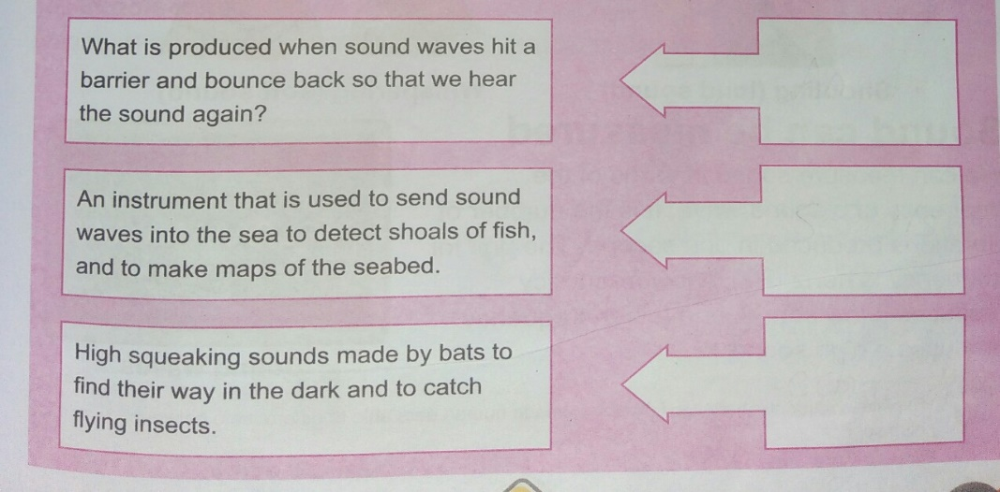 What is produced when sound waves hit a
barrier and bounce back so that we hear
the sound again?
An instrument that is used to send sound
waves into the sea to detect shoals of fish,
and to make maps of the seabed.
High squeaking sounds made by bats to
find their way in the dark and to catch
flying insects.